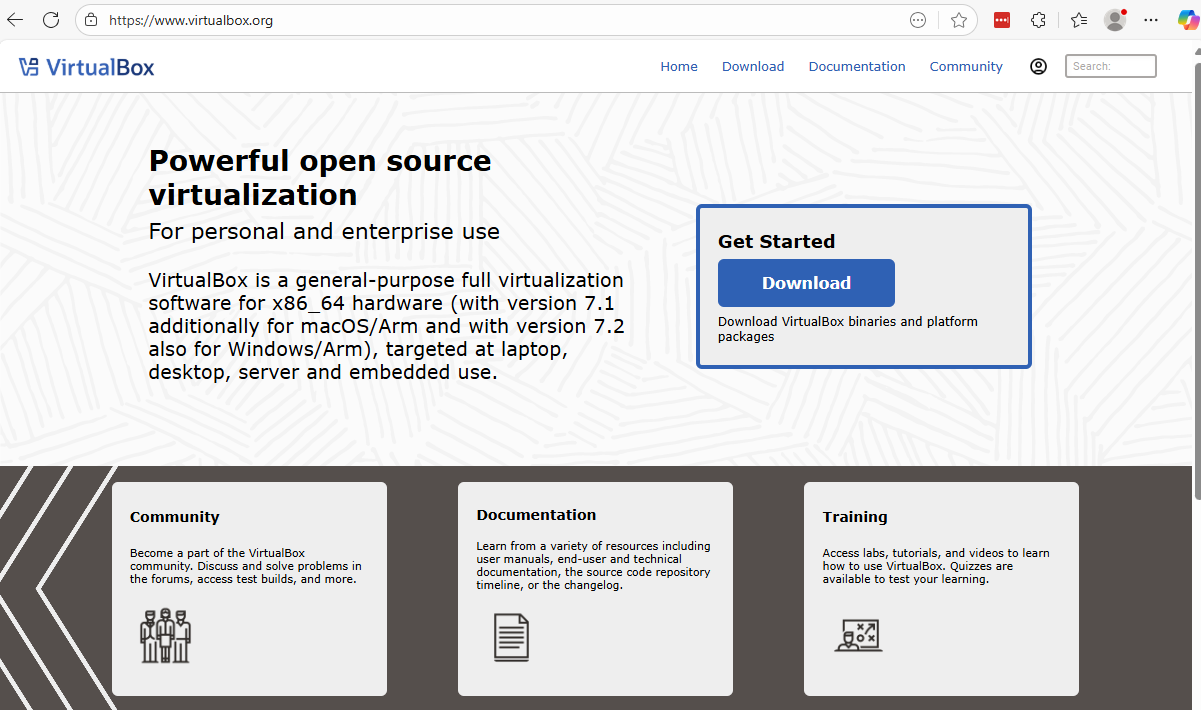 https://www.virtualbox.org
VirtualBox
Home
Download
Documentation
Community
Search:
Powerful open source
virtualization
For personal and enterprise use
VirtualBox is a general-purpose full virtualization
software for x86_64 hardware (with version 7.1
additionally for macOS/Arm and with version 7.2
also for Windows/Arm), targeted at laptop,
desktop, server and embedded use.
Get Started
Download
Download VirtualBox binaries and platform
packages
Community
Become a part of the VirtualBox
community. Discuss and solve problems in
the forums, access test builds, and more.
Documentation
Learn from a variety of resources including
user manuals, end-user and technical
documentation, the source code repository
timeline, or the changelog.
Training
Access labs, tutorials, and videos to learn
how to use VirtualBox. Quizzes are
available to test your learning.